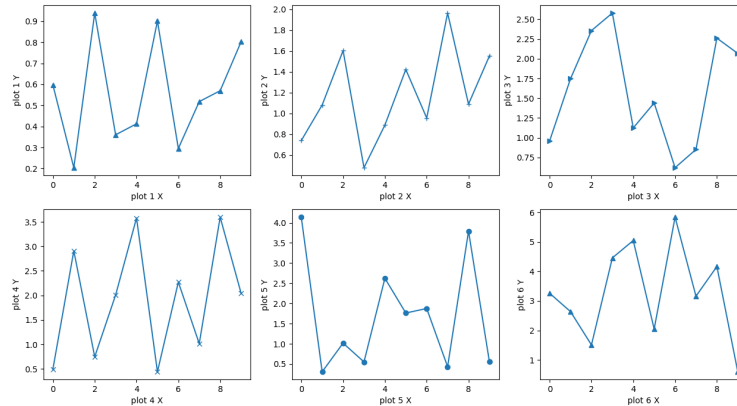 plot 1 Y
0.9
0.8
0.7
0.6
0.5
0.4
0.3
0.2
0 2 4 6 8
plot 1 X
plot 2 Y
2.0
1.8
1.6
1.4
1.2
1.0
0.8
0.6
0 2 4 6 8
plot 2 X
plot 3 Y
2.50
2.25
2.00
1.75
1.50
1.25
1.00
0.75
0 2 4 6 8
plot 3 X
plot 4 Y
3.5
3.0
2.5
2.0
1.5
1.0
0.5
0 2 4 6 8
plot 4 X
plot 5 Y
4.0
3.5
3.0
2.5
2.0
1.5
1.0
0.5
0 2 4 6 8
plot 5 X
plot 6 Y
6
5
4
3
2
1
0 2 4 6 8
plot 6 X